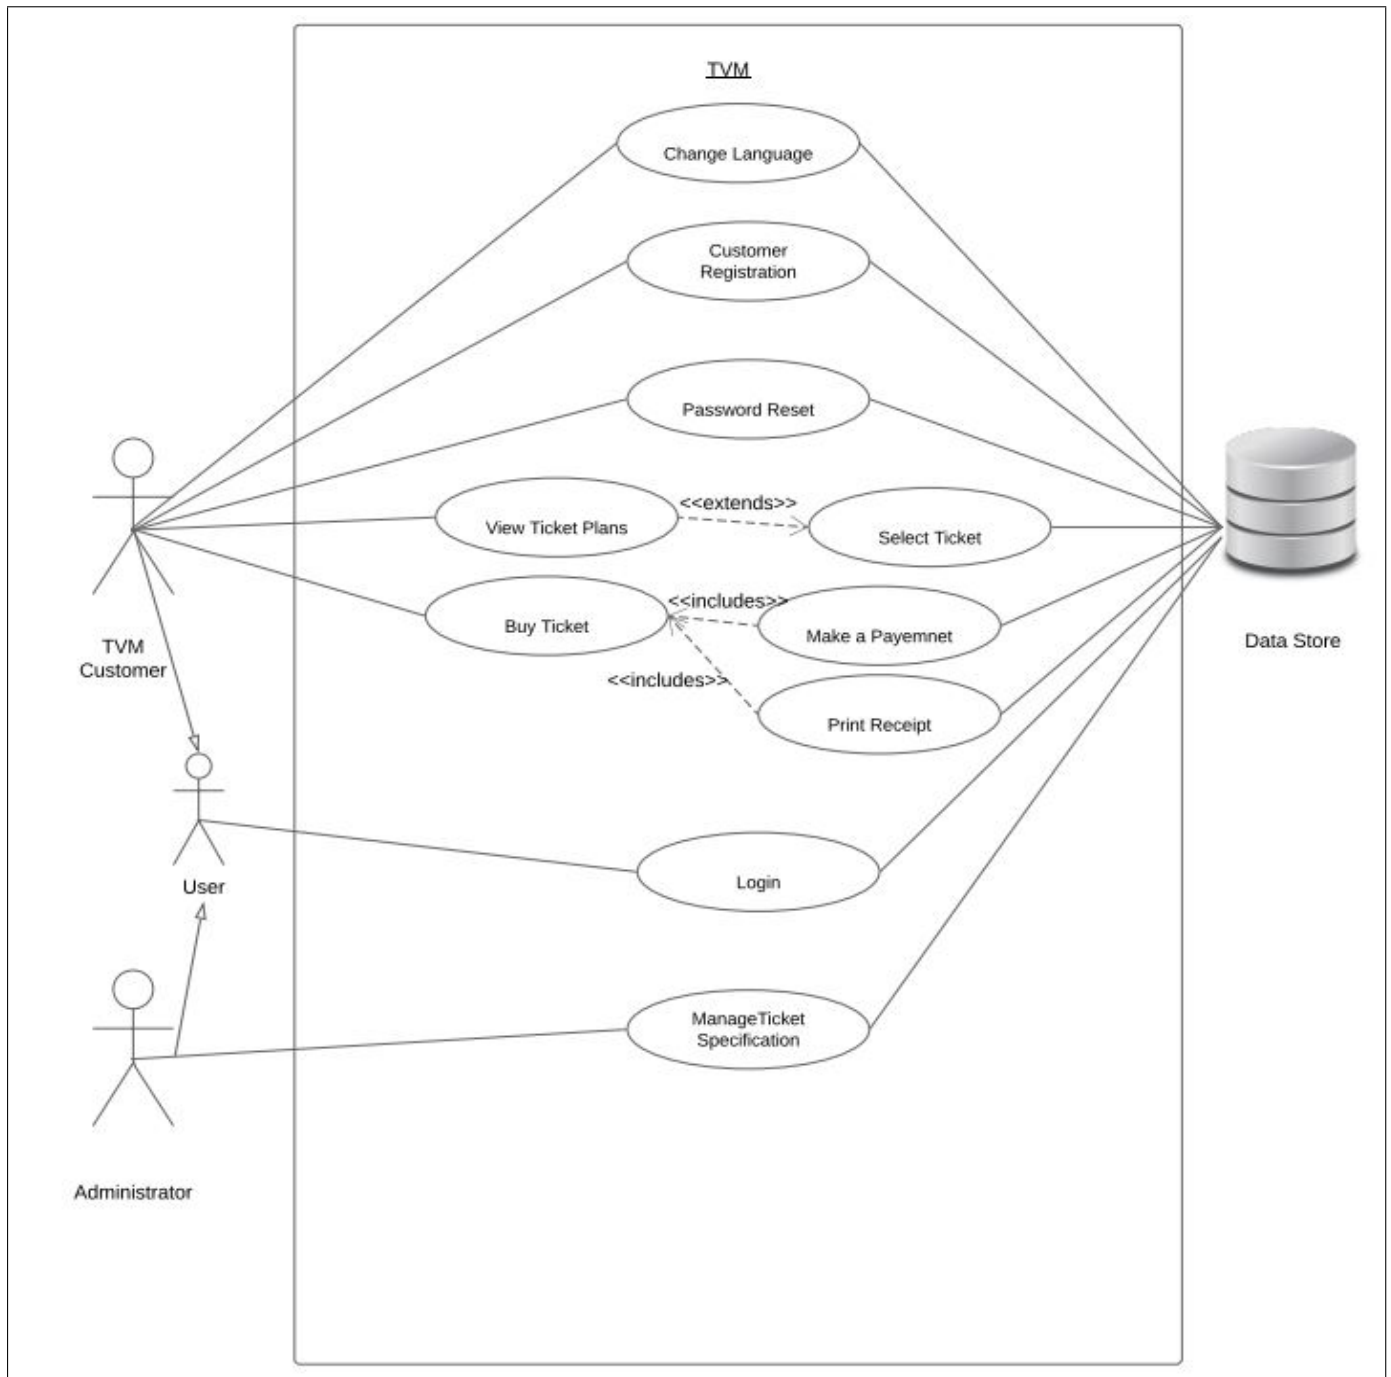 TVM
Change Language
Customer
Registration
Password Reset
<<extends>>
View Ticket Plans
Select Ticket
<<includes>>
Buy Ticket
Make a Payemnet
TVM
Customer
Data Store
<<includes>>
Print Receipt
User
Login
ManageTicket
Specification
Administrator